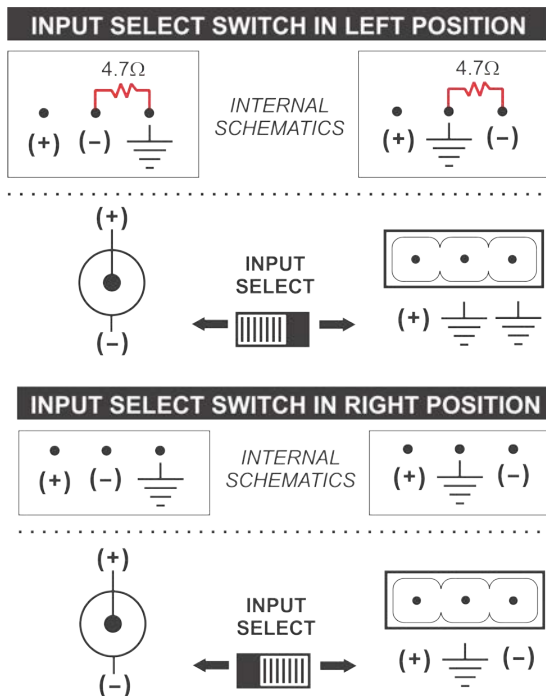 INPUT SELECT SWITCH IN LEFT POSITION
4.7Ω
(+) (−)
INTERNAL
SCHEMATICS
4.7Ω
(+) (−)
(+)
(−)
INPUT
SELECT
(+)
INPUT SELECT SWITCH IN RIGHT POSITION
(+) (−)
INTERNAL
SCHEMATICS
(+) (−)
(+)
(−)
INPUT
SELECT
(+) (−)